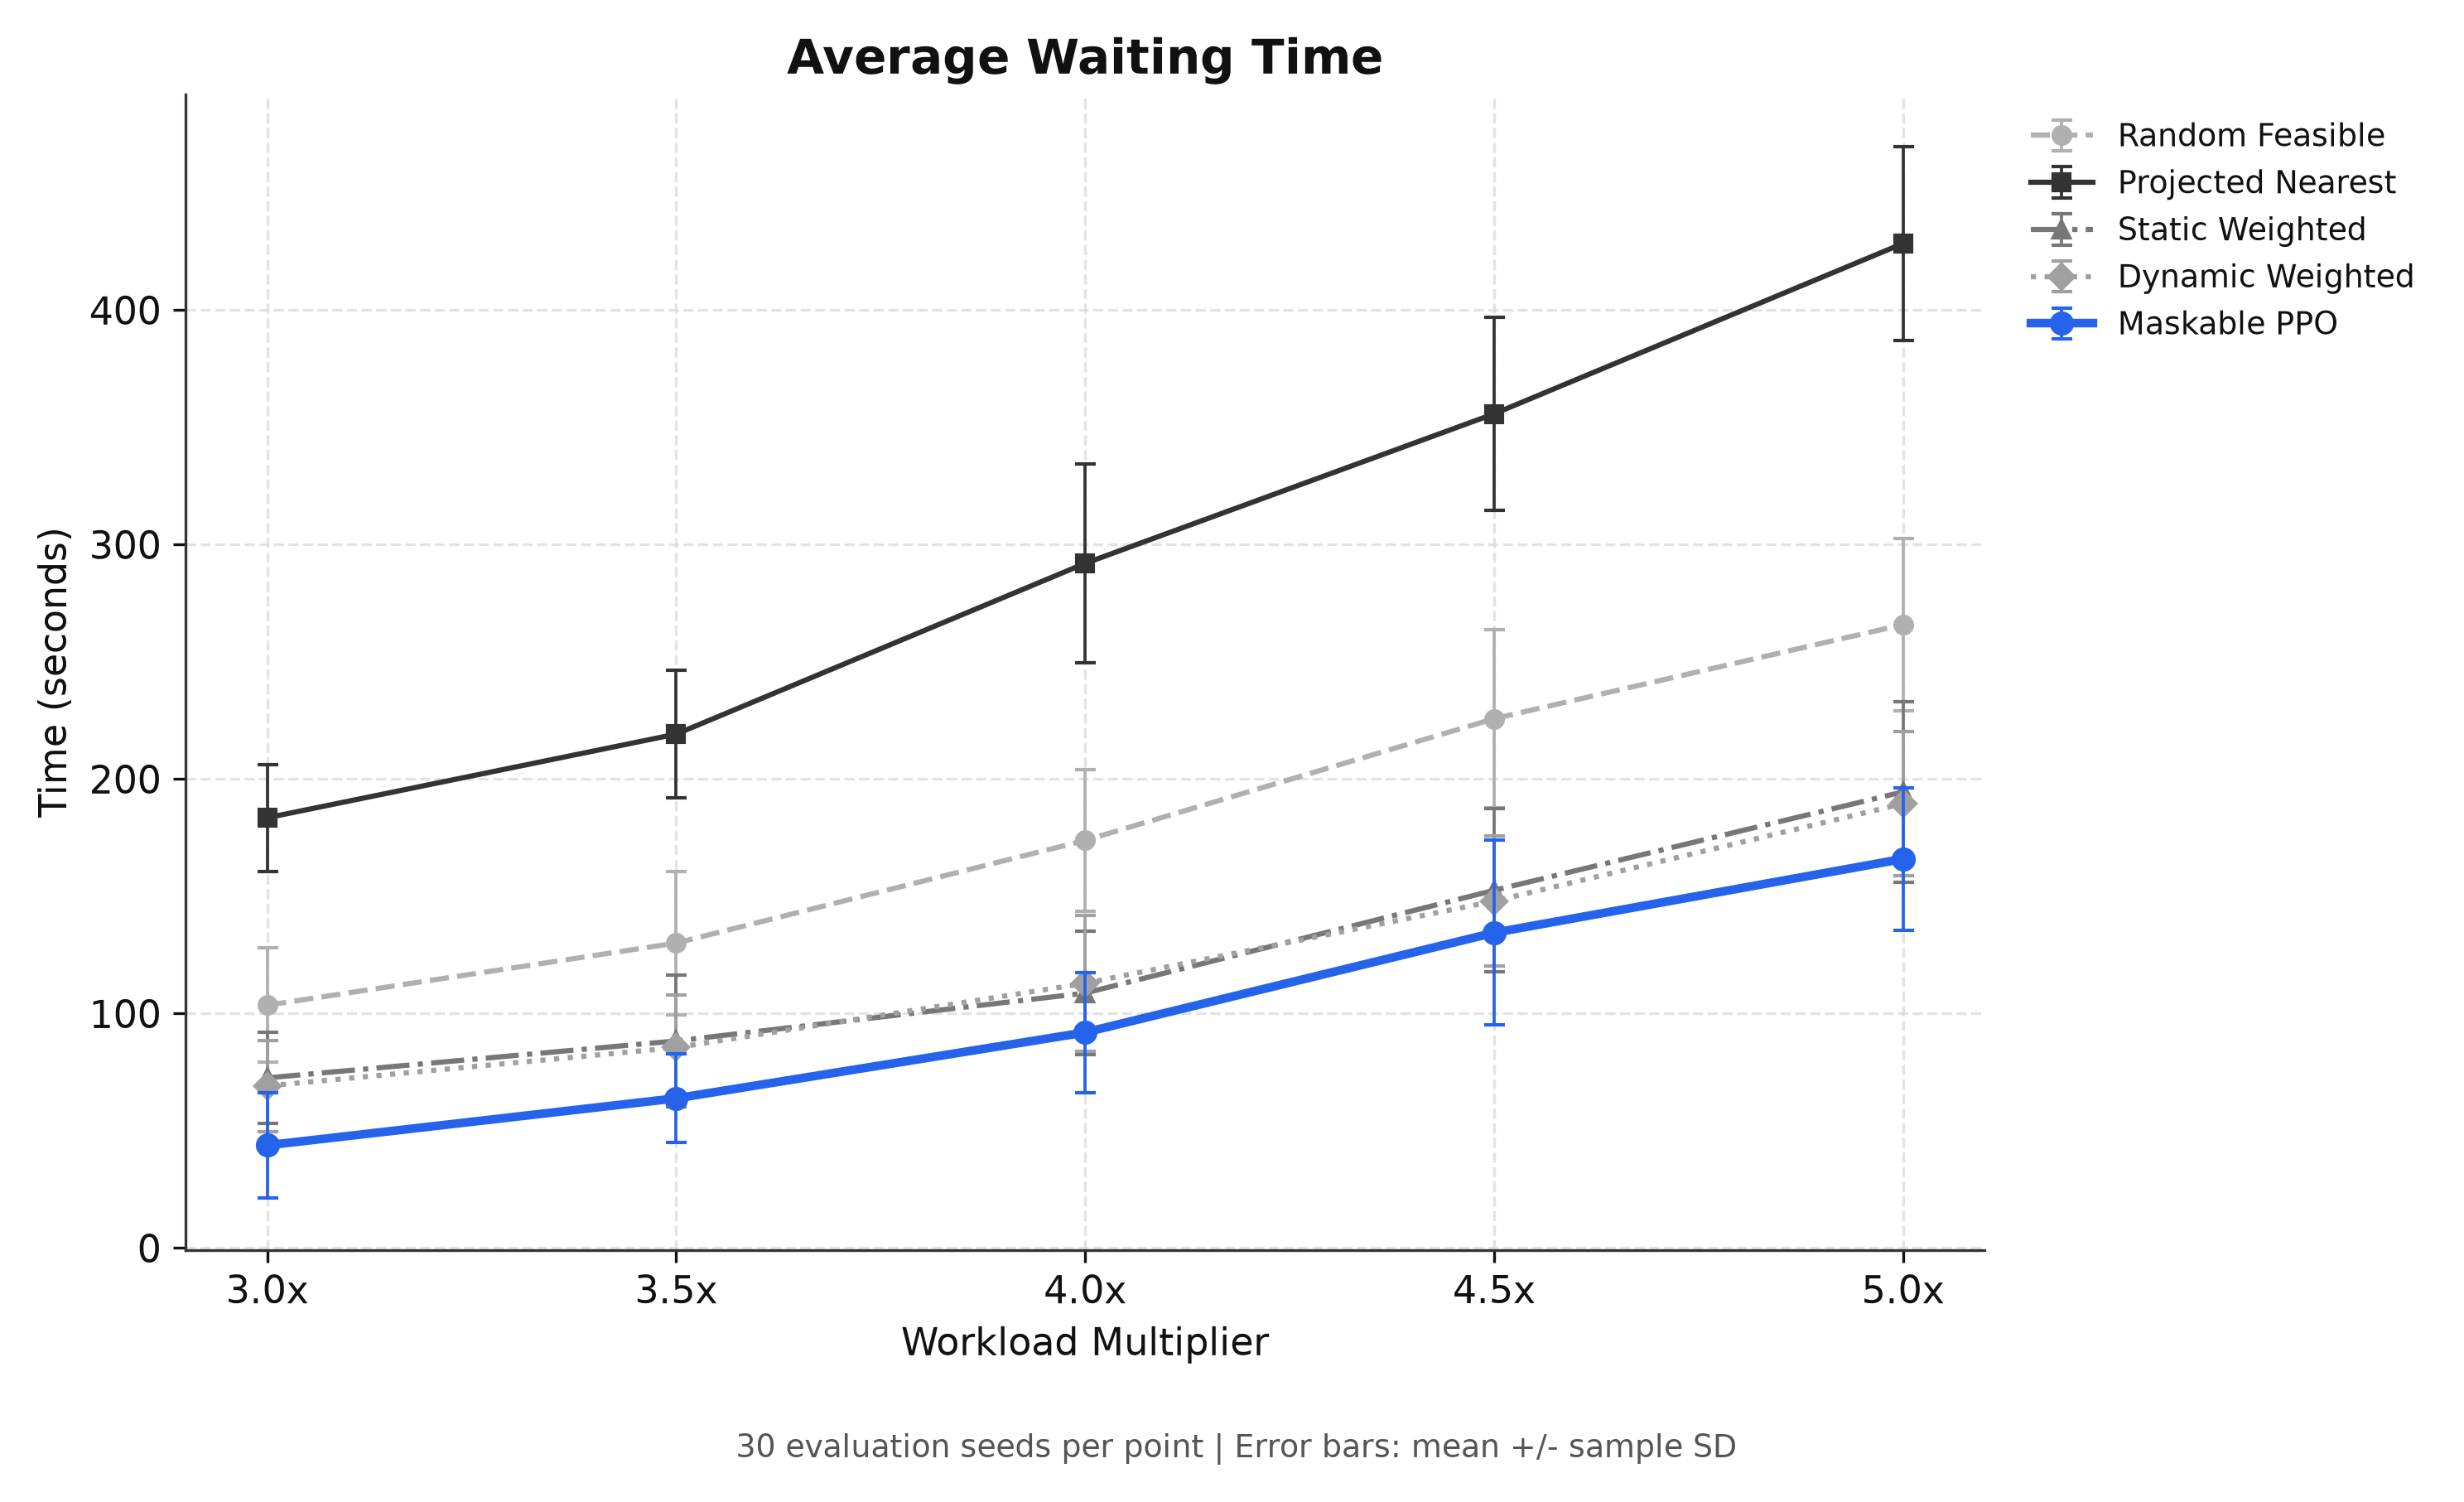 Average Waiting Time
Random Feasible
Projected Nearest
Static Weighted
Dynamic Weighted
Maskable PPO
Time (seconds)
400
300
200
100
0
3.0x 3.5x 4.0x 4.5x 5.0x
Workload Multiplier
30 evaluation seeds per point | Error bars: mean +/- sample SD